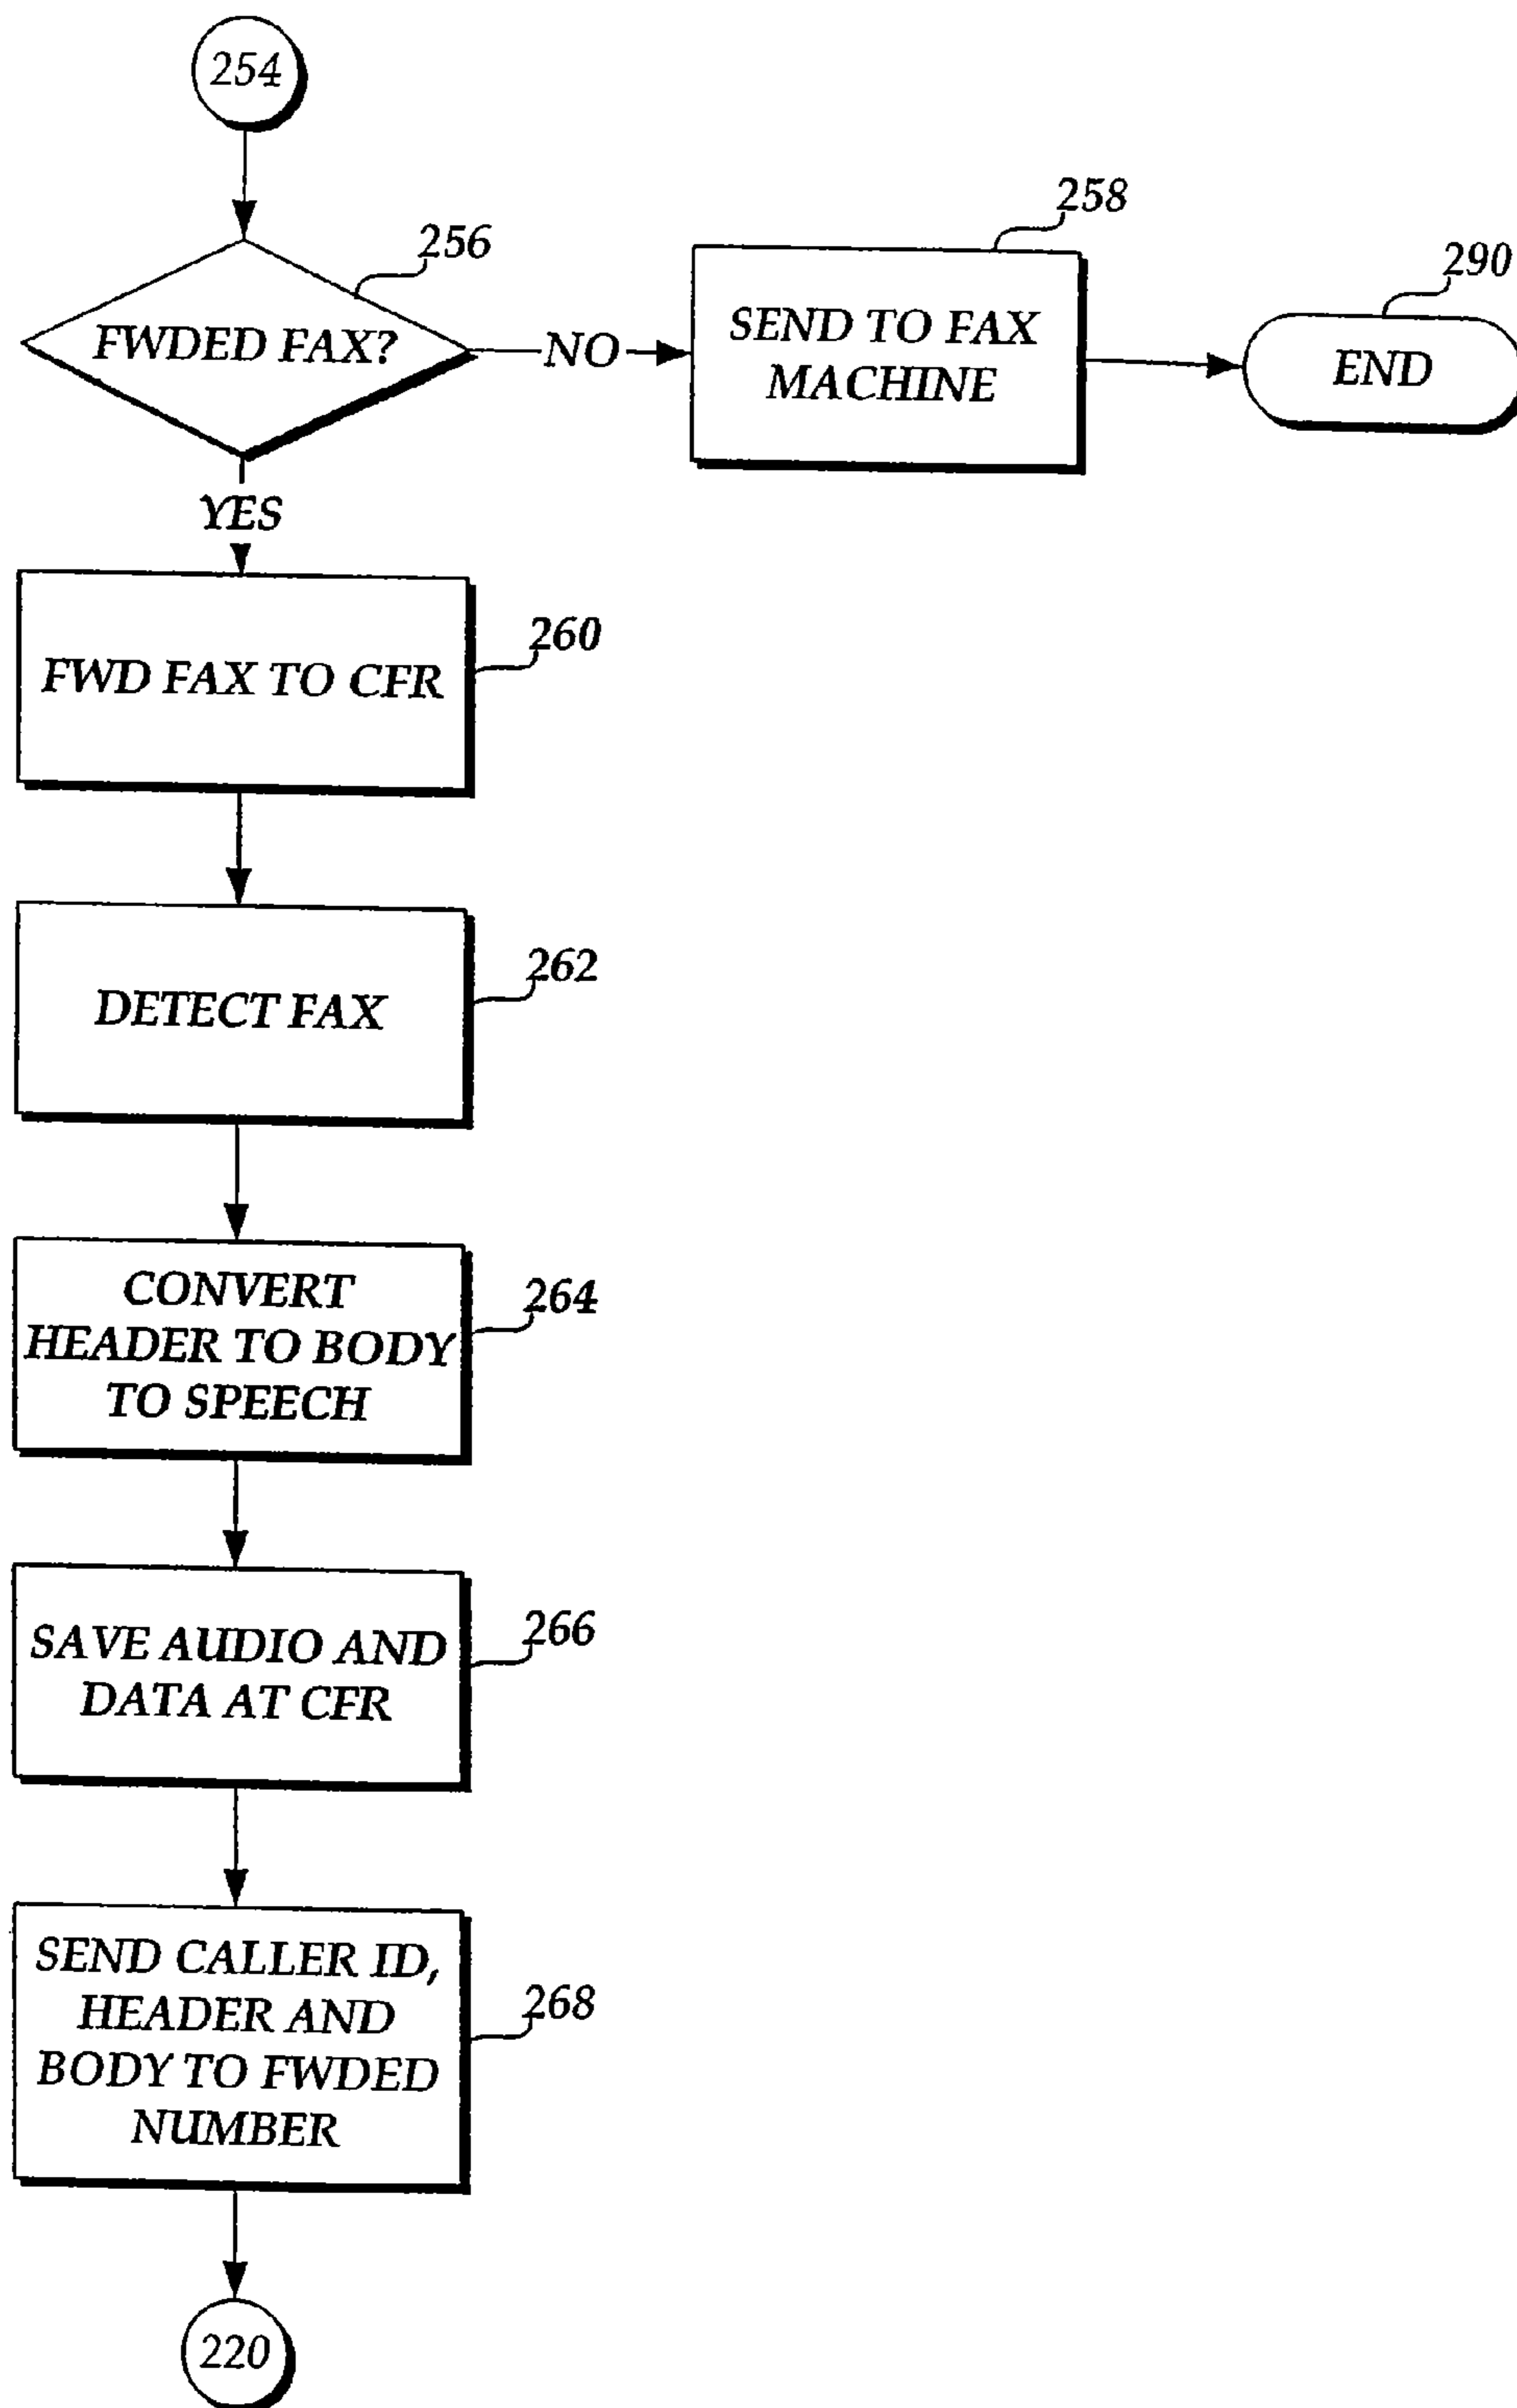 254
256
FWDED FAX?
NO
258
SEND TO FAX
MACHINE
290
END
YES
260
FWD FAX TO CFR
262
DETECT FAX
264
CONVERT
HEADER TO BODY
TO SPEECH
266
SAVE AUDIO AND
DATA AT CFR
268
SEND CALLER ID,
HEADER AND
BODY TO FWDED
NUMBER
220